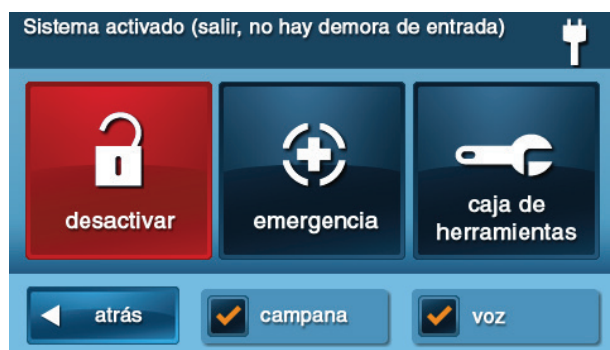 Sistema activado (salir, no hay demora de entrada)
desactivar
emergencia
caja de
herramientas
atrás
campana
voz